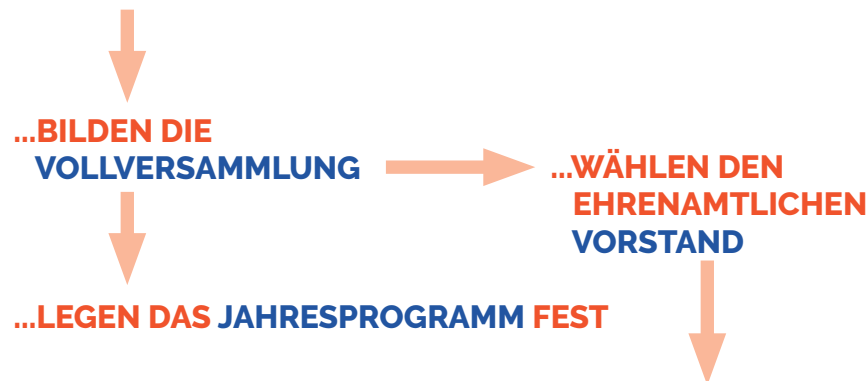 ...BILDEN DIE
VOLLVERSAMMLUNG
...WÄHLEN DEN
EHRENAMTLICHEN
VORSTAND
...LEGEN DAS JAHRESPROGRAMM FEST